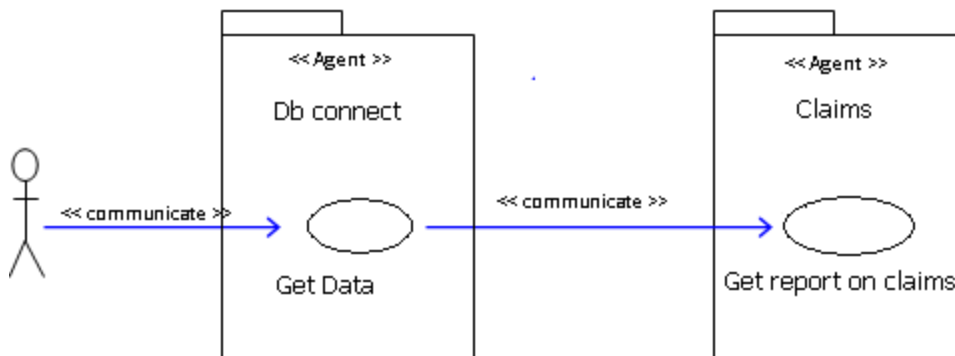 << Agent >>
Db connect
<< communicate >>
Get Data
<< communicate >>
<< Agent >>
Claims
Get report on claims